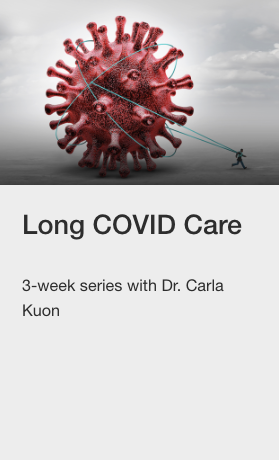 Long COVID Care
3-week series with Dr. Carla
Kuon